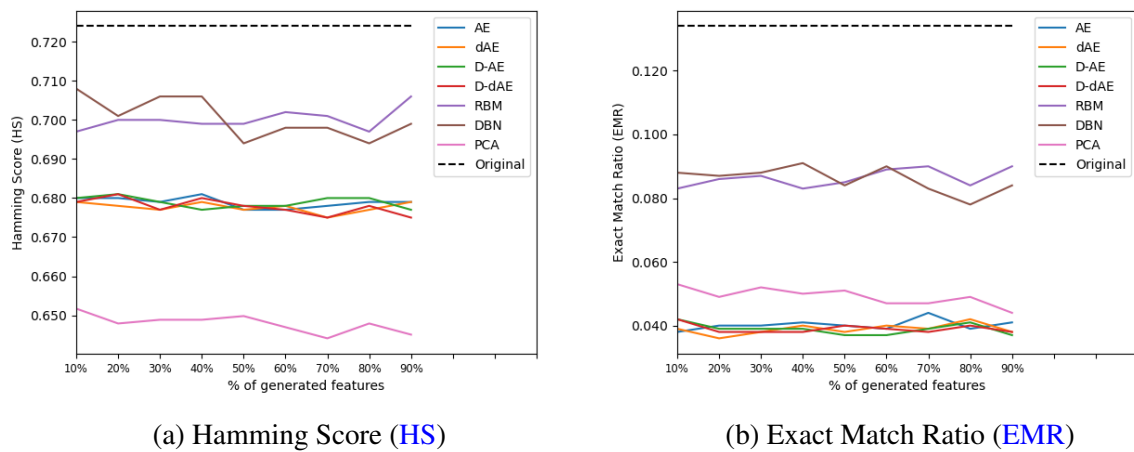 0.720
0.710
0.700
0.690
0.680
0.670
0.660
0.650
Hamming Score (HS)
10% 20% 30% 40% 50% 60% 70% 80% 90%
% of generated features
AE
dAE
D-AE
D-dAE
RBM
DBN
PCA
Original
(a) Hamming Score (HS)
0.120
0.100
0.080
0.060
0.040
Exact Match Ratio (EMR)
10% 20% 30% 40% 50% 60% 70% 80% 90%
% of generated features
AE
dAE
D-AE
D-dAE
RBM
DBN
PCA
Original
(b) Exact Match Ratio (EMR)